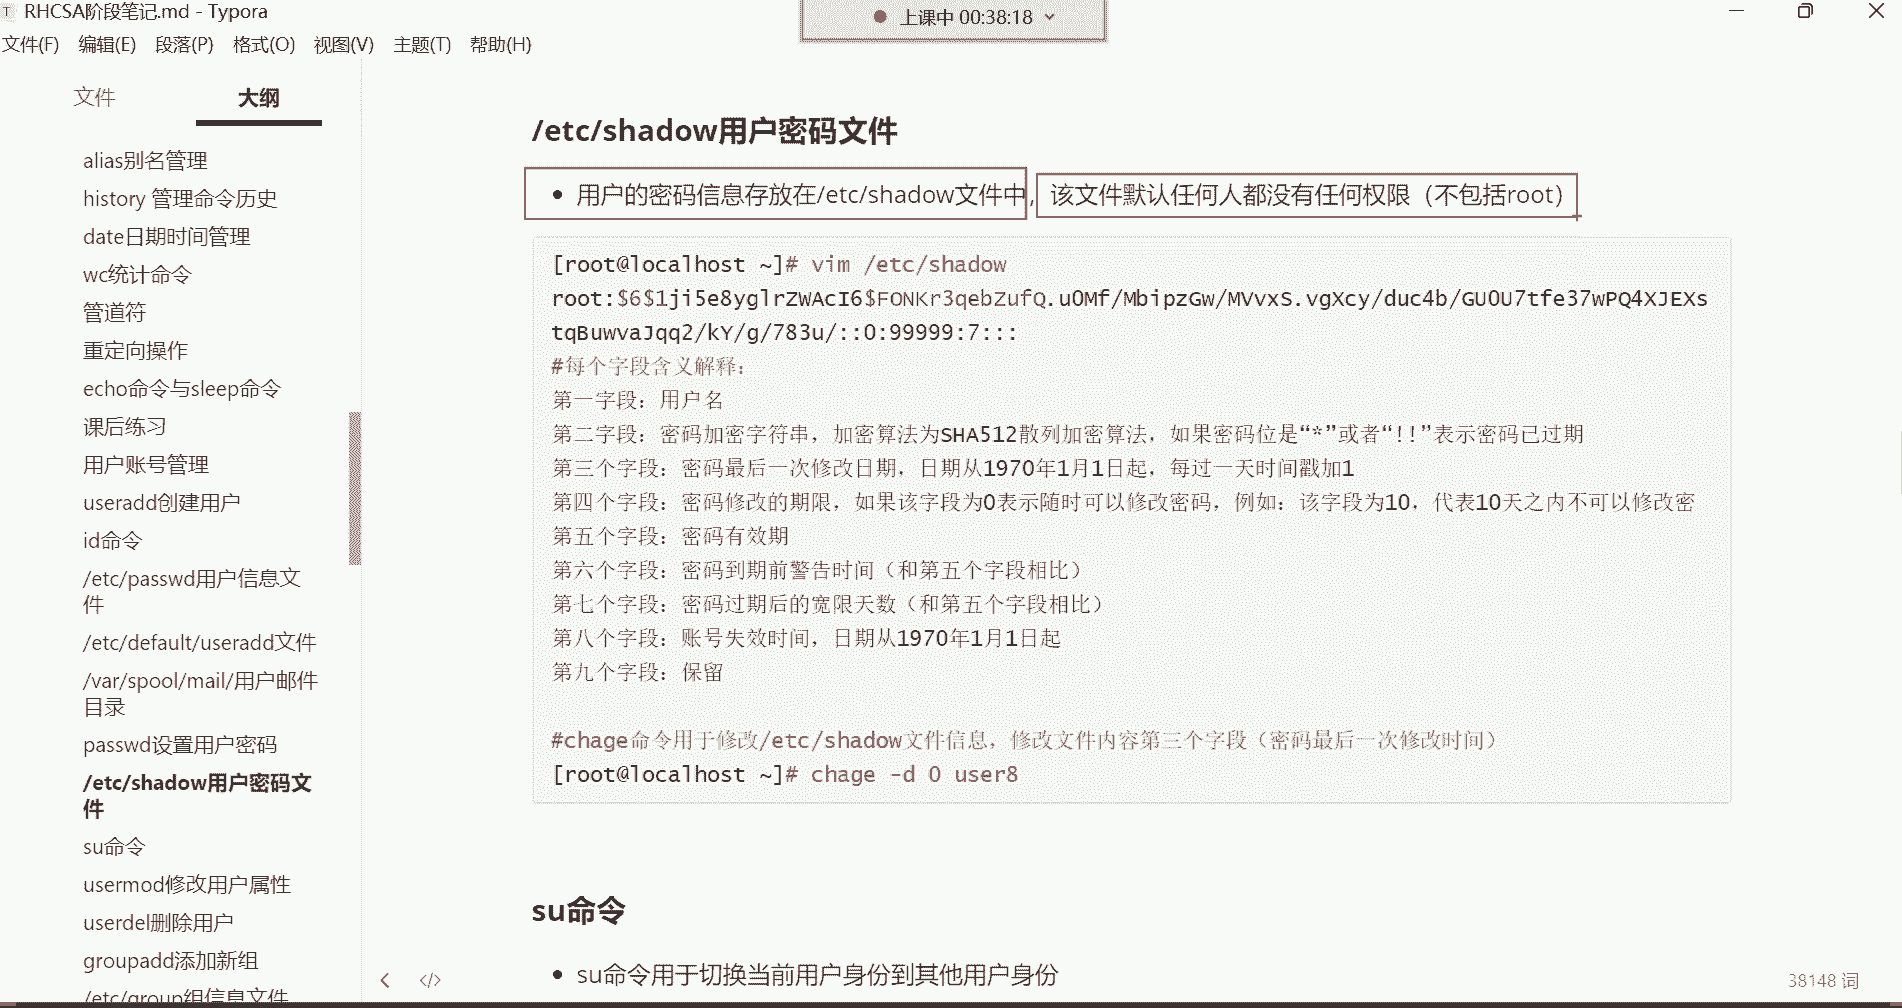 RHCSA阶段笔记.md - Typora
上课中 00:38:18
文件(F) 编辑(E) 段落(P) 格式(O) 视图(V) 主题(T) 帮助(H)
文件 大纲
alias别名管理
history 管理命令历史
date日期时间管理
wc统计命令
管道符
重定向操作
echo命令与sleep命令
课后练习
用户账号管理
useradd创建用户
id命令
/etc/passwd用户信息文
件
/etc/default/useradd文件
/var/spool/mail/用户邮件
目录
passwd设置用户密码
/etc/shadow用户密码文
件
su命令
usermod修改用户属性
userdel删除用户
groupadd添加新组
/etc/group组信息文件
/etc/shadow用户密码文件
• 用户的密码信息存放在/etc/shadow文件中,该文件默认任何人都没有任何权限（不包括root）
[root@localhost ~]# vim /etc/shadow
root:$6$1ji5e8yglrZWAcI6$FONKr3qebZufQ.uOMf/MbipzGw/MVvxS.vgXcy/duc4b/GUOU7tfe37wPQ4XJEXs
tqBuwvaJqq2/kY/g/783u/::0:99999:7:::
#每个字段含义解释：
第一字段：用户名
第二字段：密码加密字符串，加密算法为SHA512散列加密算法，如果密码位是“*”或者“!!”表示密码已过期
第三个字段：密码最后一次修改日期，日期从1970年1月1日起，每过一天时间戳加1
第四个字段：密码修改的期限，如果该字段为0表示随时可以修改密码，例如：该字段为10，代表10天之内不可以修改密
第五个字段：密码有效期
第六个字段：密码到期前警告时间（和第五个字段相比）
第七个字段：密码过期后的宽限天数（和第五个字段相比）
第八个字段：账号失效时间，日期从1970年1月1日起
第九个字段：保留
#chage命令用于修改/etc/shadow文件信息，修改文件内容第三个字段（密码最后一次修改时间）
[root@localhost ~]# chage -d 0 user8
su命令
• su命令用于切换当前用户身份到其他用户身份
38148 词